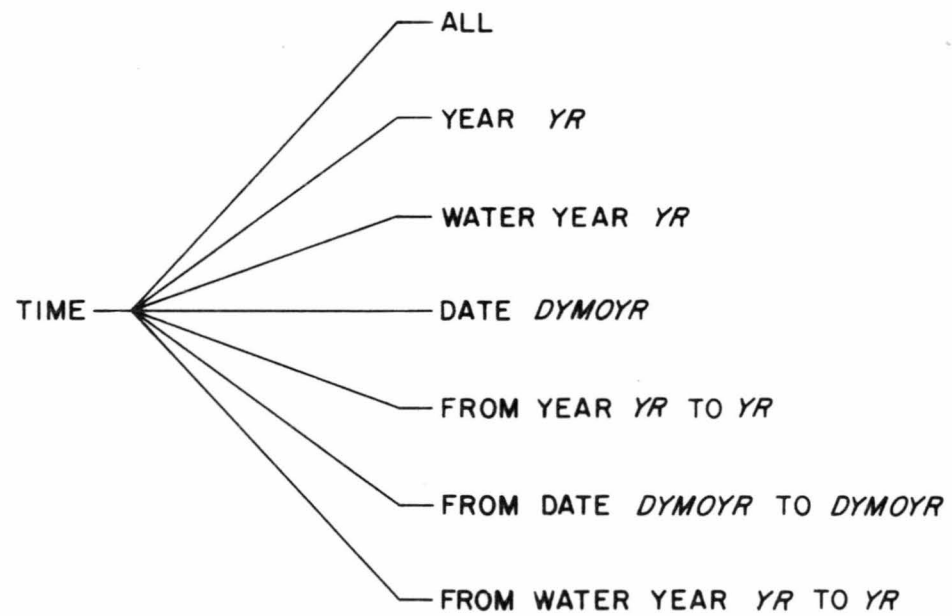 ALL
YEAR YR
WATER YEAR YR
TIME
DATE DYMOYR
FROM YEAR YR TO YR
FROM DATE DYMOYR TO DYMOYR
FROM WATER YEAR YR TO YR